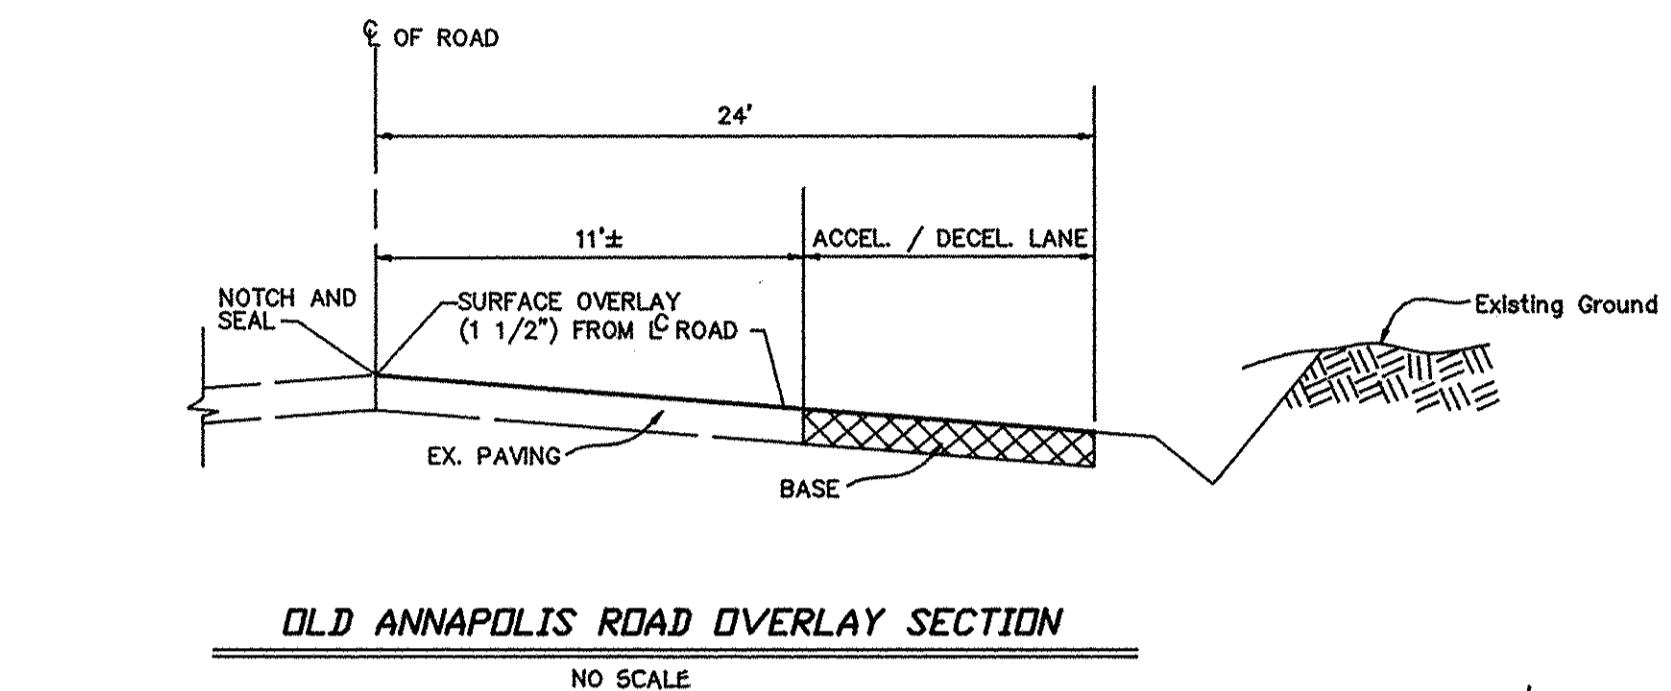 ℄ OF ROAD
24'
11'±
ACCEL. / DECEL. LANE
NOTCH AND
SEAL
SURFACE OVERLAY
(1 1/2") FROM ℄ ROAD
Existing Ground
EX. PAVING
BASE
OLD ANNAPOLIS ROAD OVERLAY SECTION
NO SCALE